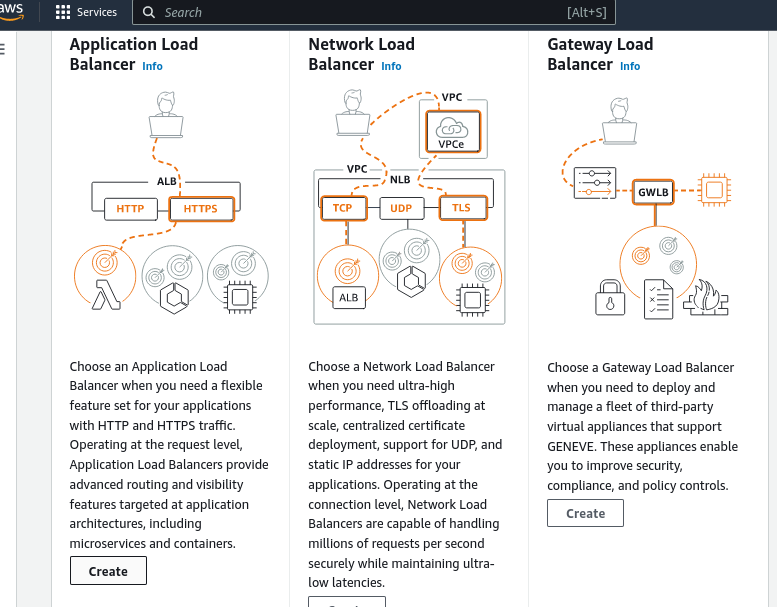 aws
Services
Search
[Alt+S]
Application Load
Balancer Info
ALB
HTTP
HTTPS
Choose an Application Load
Balancer when you need a flexible
feature set for your applications
with HTTP and HTTPS traffic.
Operating at the request level,
Application Load Balancers provide
advanced routing and visibility
features targeted at application
architectures, including
microservices and containers.
Create
Network Load
Balancer Info
VPC
VPCe
VPC
NLB
TCP
UDP
TLS
ALB
Choose a Network Load Balancer
when you need ultra-high
performance, TLS offloading at
scale, centralized certificate
deployment, support for UDP, and
static IP addresses for your
applications. Operating at the
connection level, Network Load
Balancers are capable of handling
millions of requests per second
securely while maintaining ultra-
low latencies.
Gateway Load
Balancer Info
GWLB
Choose a Gateway Load Balancer
when you need to deploy and
manage a fleet of third-party
virtual appliances that support
GENEVE. These appliances enable
you to improve security,
compliance, and policy controls.
Create